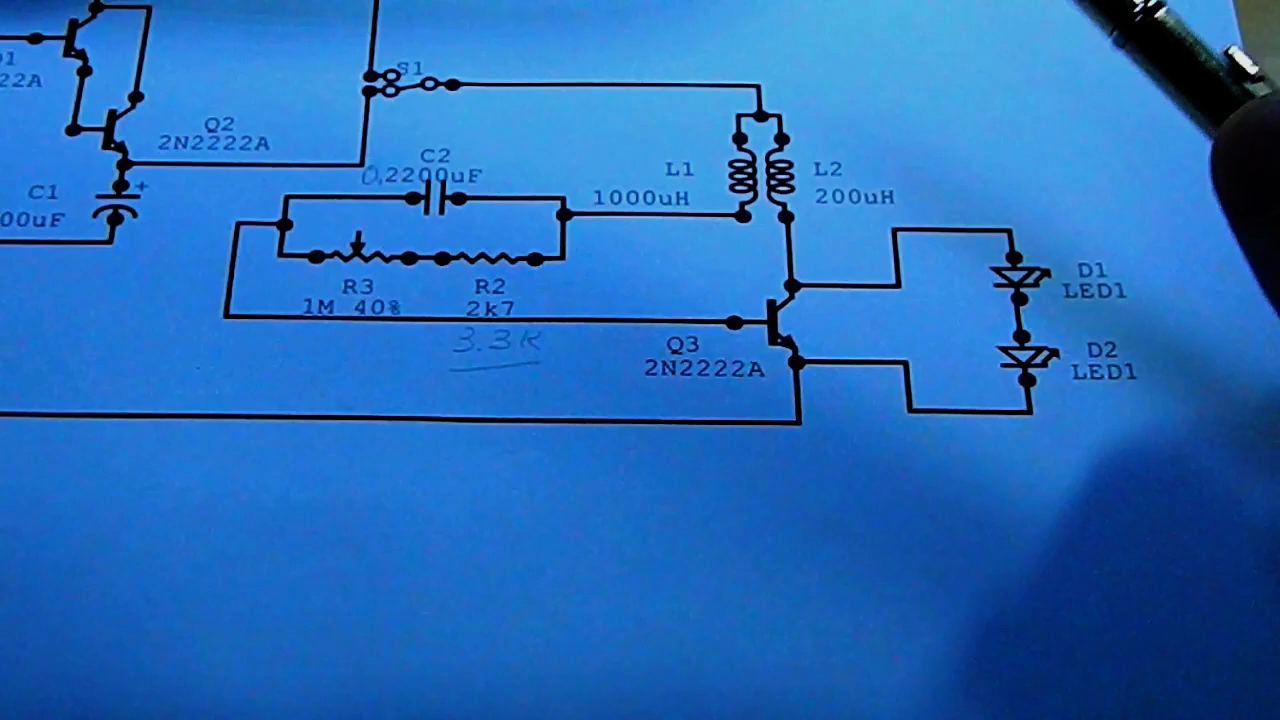 S1
22A
Q2
2N2222A
C2
0,2200uF
L1
L2
C1
1000uH
200uH
00uF
D1
LED1
R3
R2
1M 40%
2k7
3.3K
Q3
2N2222A
D2
LED1
+